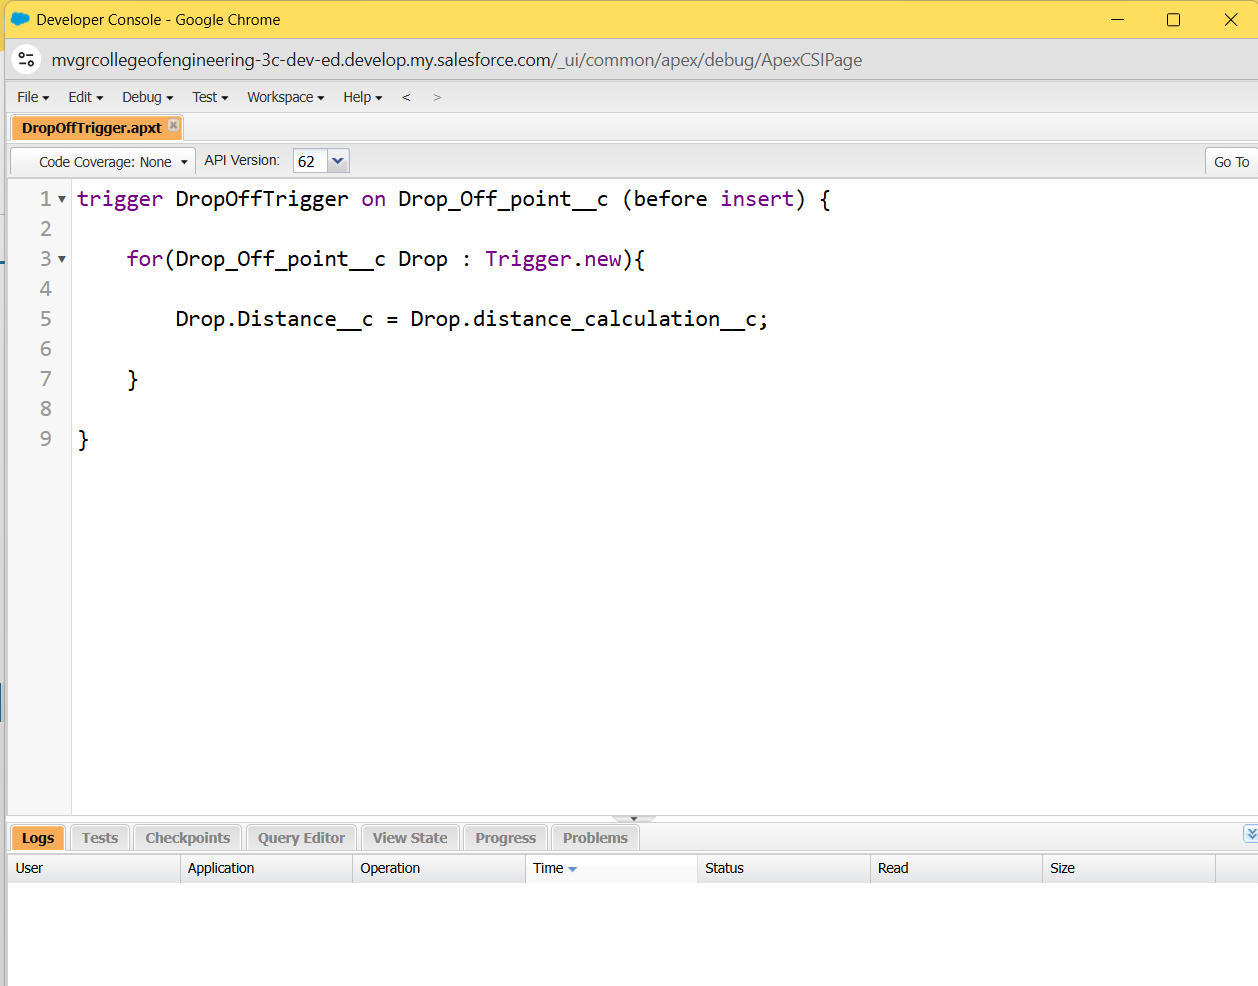 Developer Console - Google Chrome
mvgrcollegeofengineering-3c-dev-ed.develop.my.salesforce.com/_ui/common/apex/debug/ApexCSIPage
File Edit Debug Test Workspace Help < >
DropOffTrigger.apxt
Code Coverage: None API Version: 62 Go To
1 trigger DropOffTrigger on Drop_Off_point__c (before insert) {
2
3 for(Drop_Off_point__c Drop : Trigger.new){
4
5 Drop.Distance__c = Drop.distance_calculation__c;
6
7 }
8
9 }
Logs Tests Checkpoints Query Editor View State Progress Problems
User Application Operation Time Status Read Size